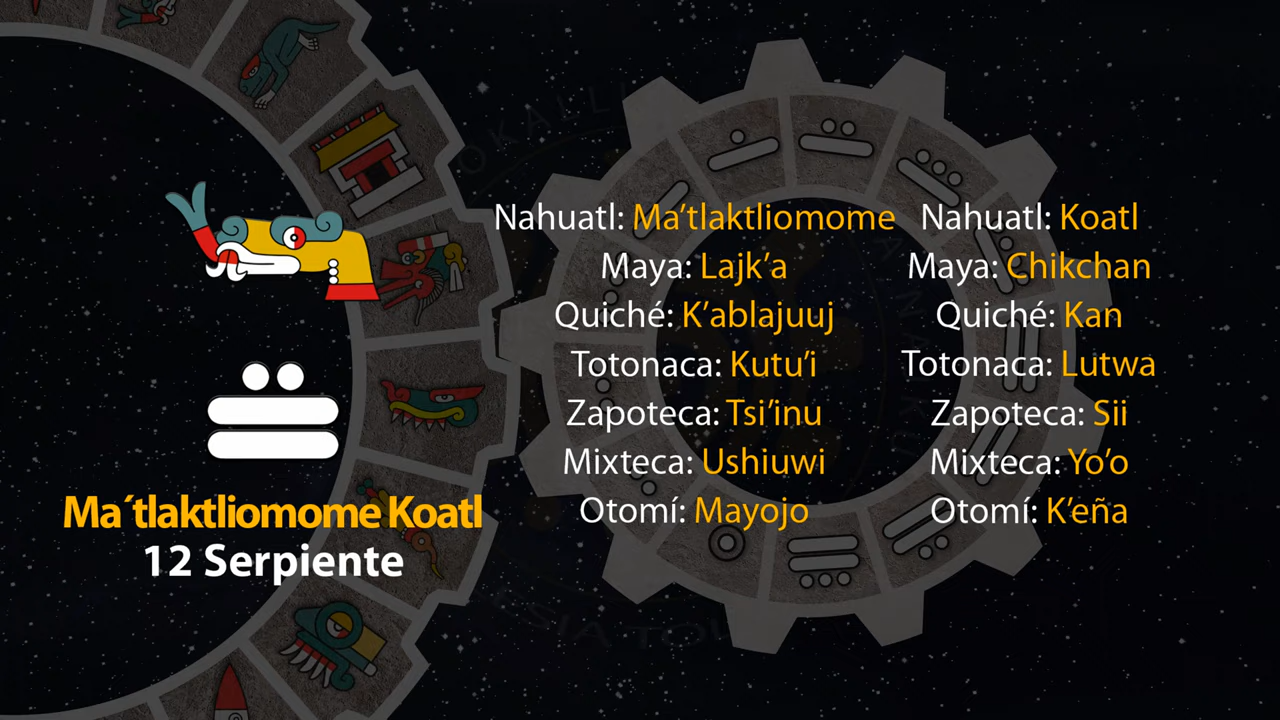 Nahuatl: Ma’tlaktliomome
Maya: Lajk’a
Quiché: K’ablajuuj
Totonaca: Kutu’i
Zapoteca: Tsi’inu
Mixteca: Ushiuwi
Otomí: Mayojo
Nahuatl: Koatl
Maya: Chikchan
Quiché: Kan
Totonaca: Lutwa
Zapoteca: Sii
Mixteca: Yo’o
Otomí: K’eña
Ma´tlaktliomome Koatl
12 Serpiente